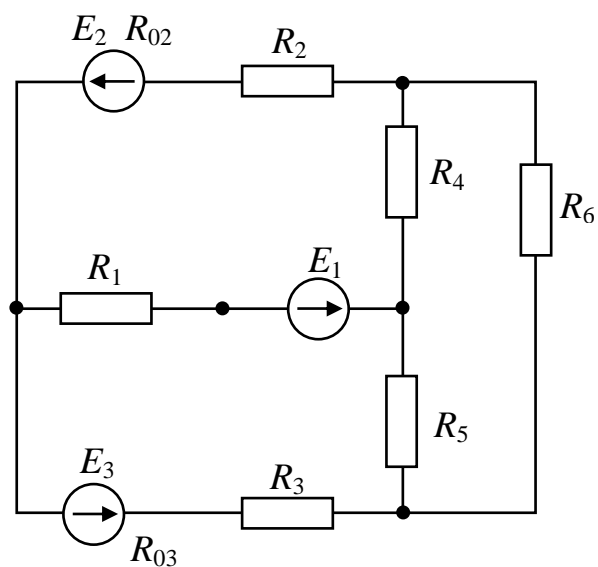 E₂ R₀₂ R₂
R₄
R₆
R₁ E₁
R₅
E₃ R₃
R₀₃